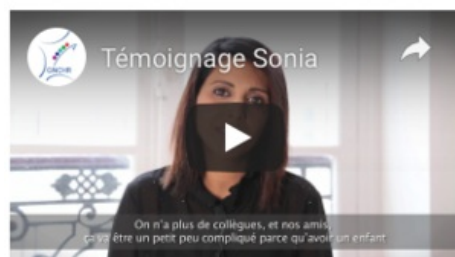 GNCHR
Témoignage Sonia
On n'a plus de collègues, et nos amis,
ça va être un petit peu compliqué parce qu'avoir un enfant